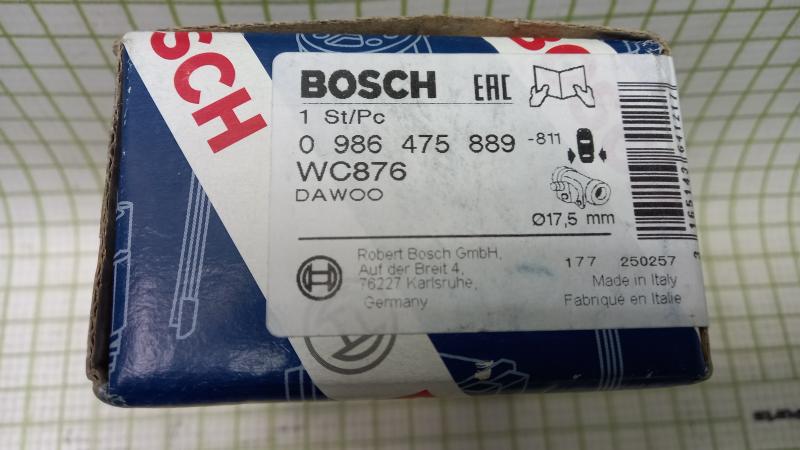 SCH
BOSCH EAC
1 St/Pc
0 986 475 889 -811
WC876
DAWOO
Ø17,5 mm
Robert Bosch GmbH,
Auf der Breit 4,
76227 Karlsruhe,
Germany
177 250257
Made in Italy
Fabriqué en Italie